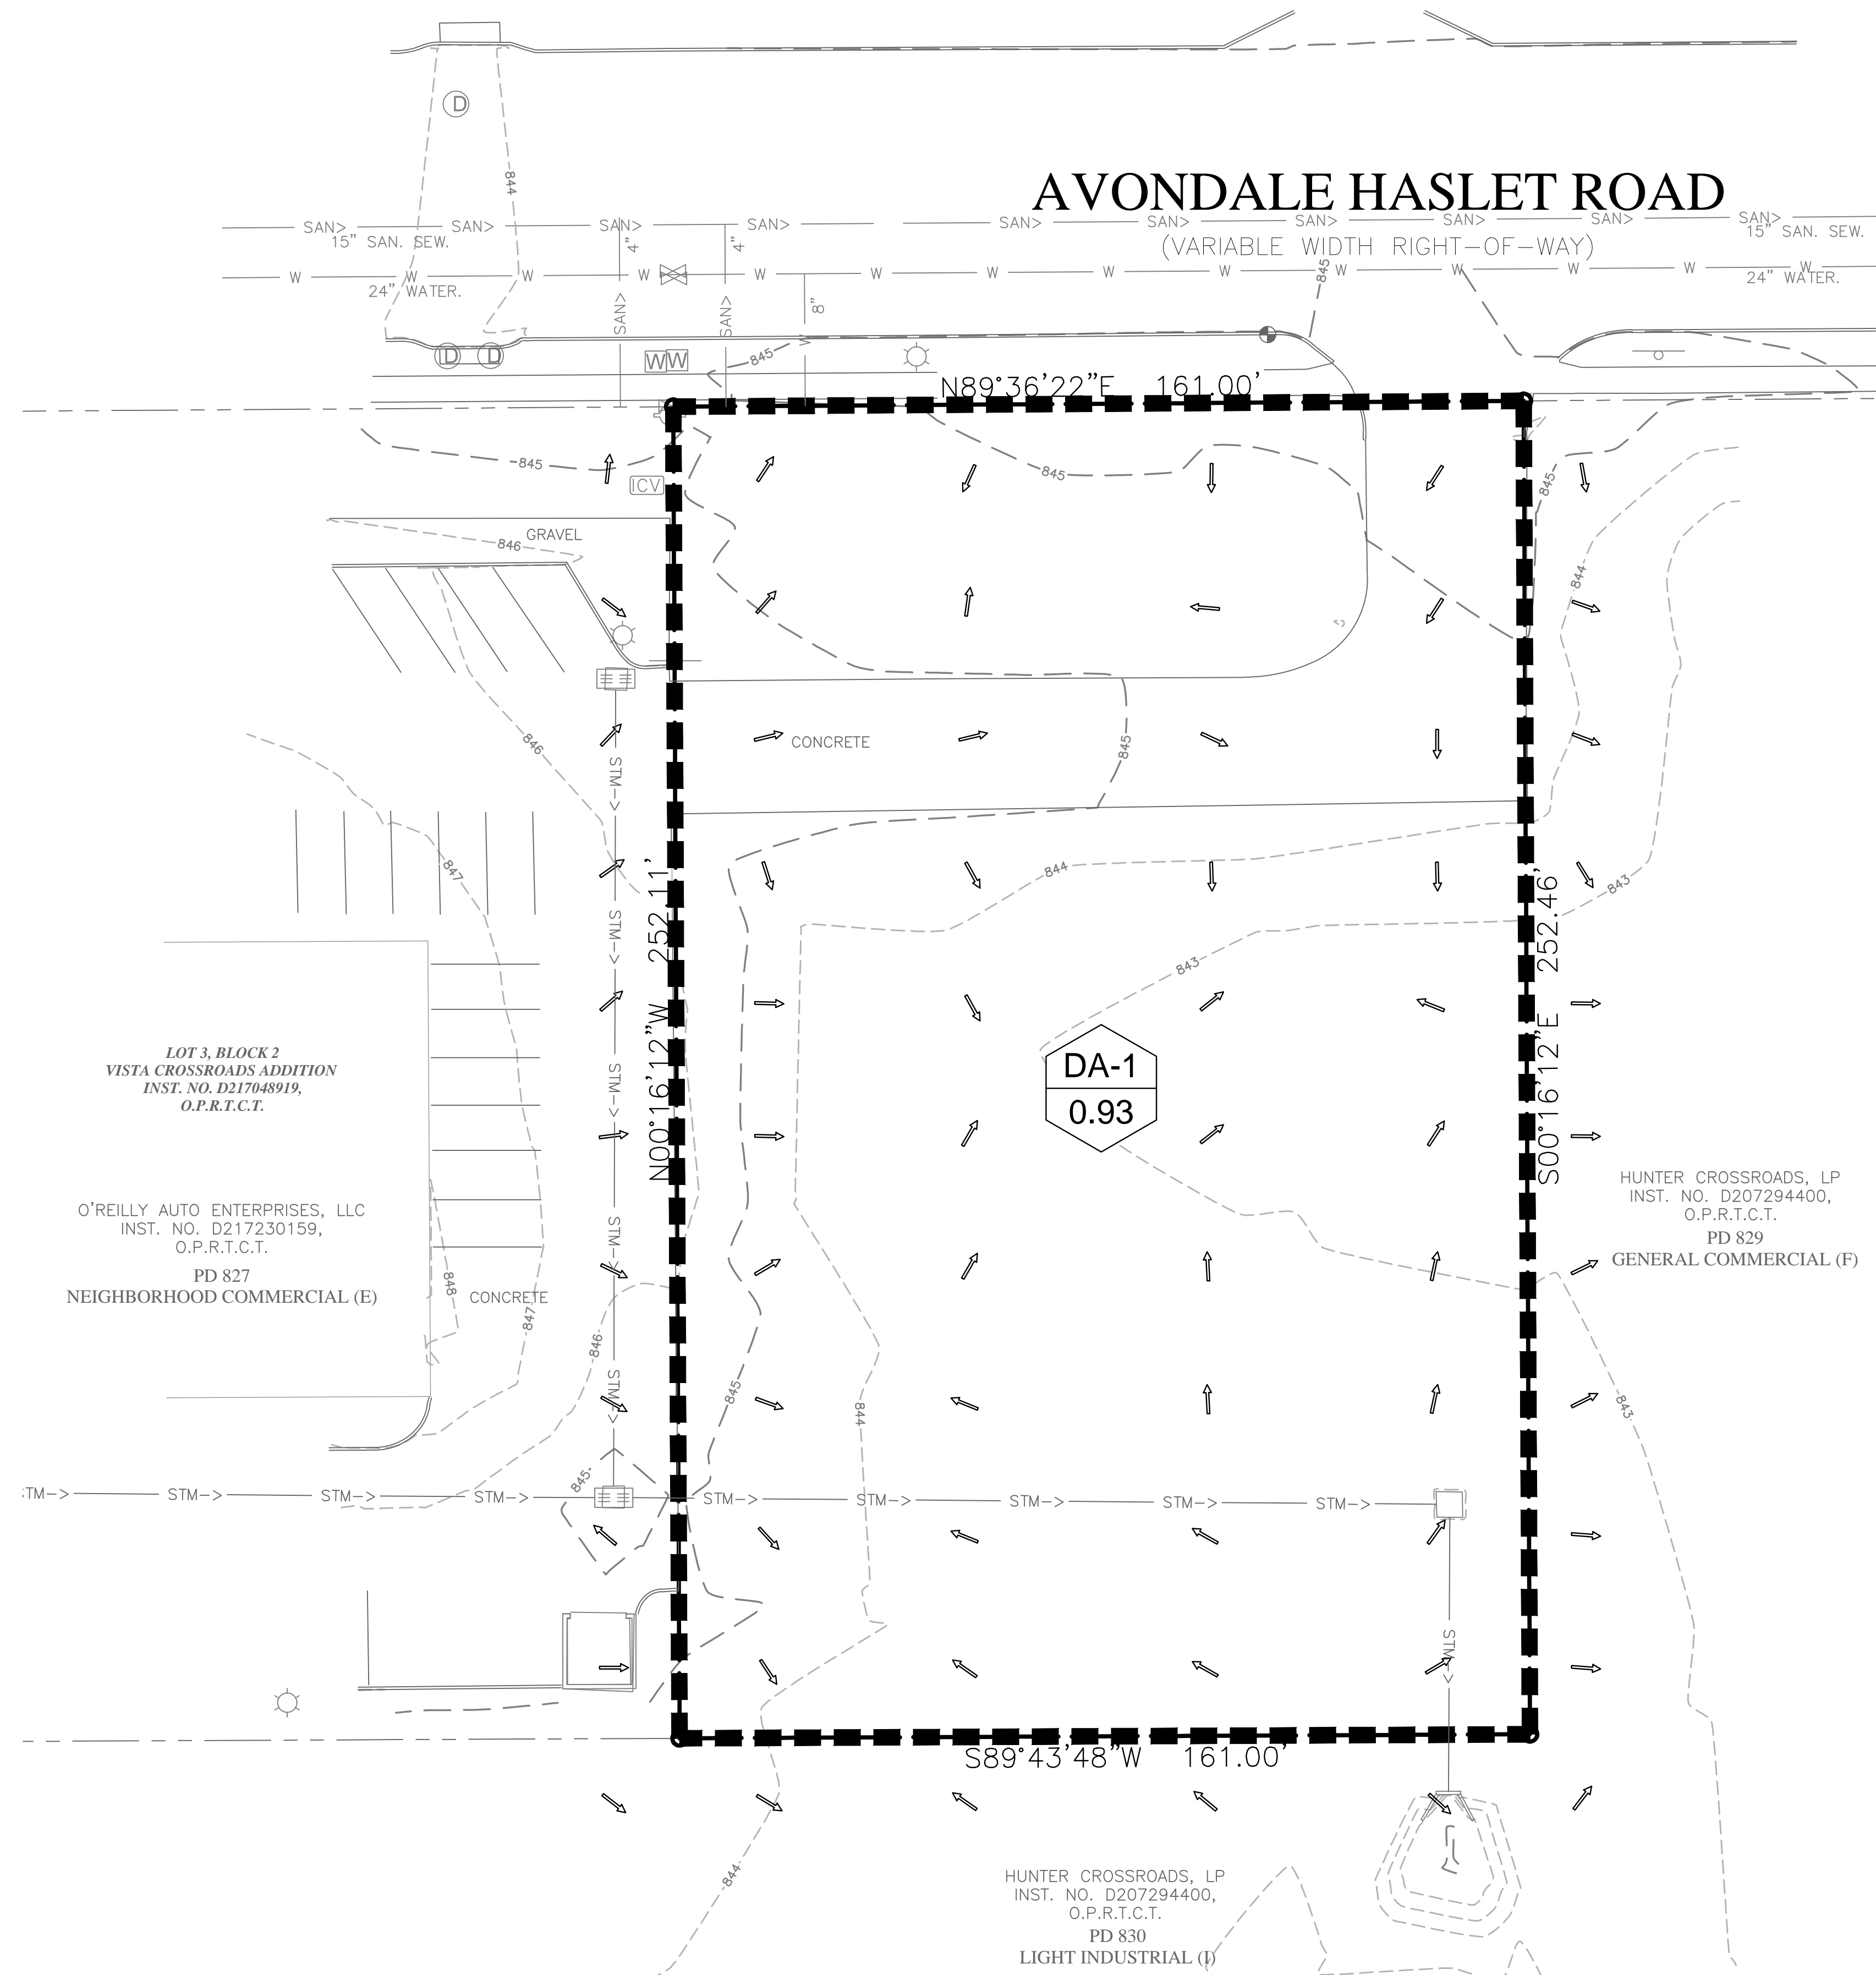 D
AVONDALE HASLET ROAD
844
SAN> SAN> SAN> SAN> SAN> SAN> SAN> SAN> SAN> SAN>
15" SAN. SEW.
15" SAN. SEW.
4"
4"
(VARIABLE WIDTH RIGHT-OF-WAY)
W W W W W W W W W W W W W W
24" WATER.
24" WATER.
845
SAN>
SAN>
W
8"
D D
W W
845
N89°36'22"E 161.00'
845
845
845
ICV
GRAVEL
846
844
846
CONCRETE
845
STM->
847
844
843
N00°16'12"W 252.11'
S00°16'12"E 252.46'
STM->
843
LOT 3, BLOCK 2
VISTA CROSSROADS ADDITION
INST. NO. D217048919,
O.P.R.T.C.T.
DA-1
0.93
STM->
HUNTER CROSSROADS, LP
INST. NO. D207294400,
O.P.R.T.C.T.
PD 829
GENERAL COMMERCIAL (F)
O'REILLY AUTO ENTERPRISES, LLC
INST. NO. D217230159,
O.P.R.T.C.T.
PD 827
NEIGHBORHOOD COMMERCIAL (E)
STM->
848
CONCRETE
847
846
STM->
845
844
843
845
TM-> STM-> STM-> STM-> STM-> STM-> STM-> STM-> STM->
STM->
S89°43'48"W 161.00'
844
HUNTER CROSSROADS, LP
INST. NO. D207294400,
O.P.R.T.C.T.
PD 830
LIGHT INDUSTRIAL (I)